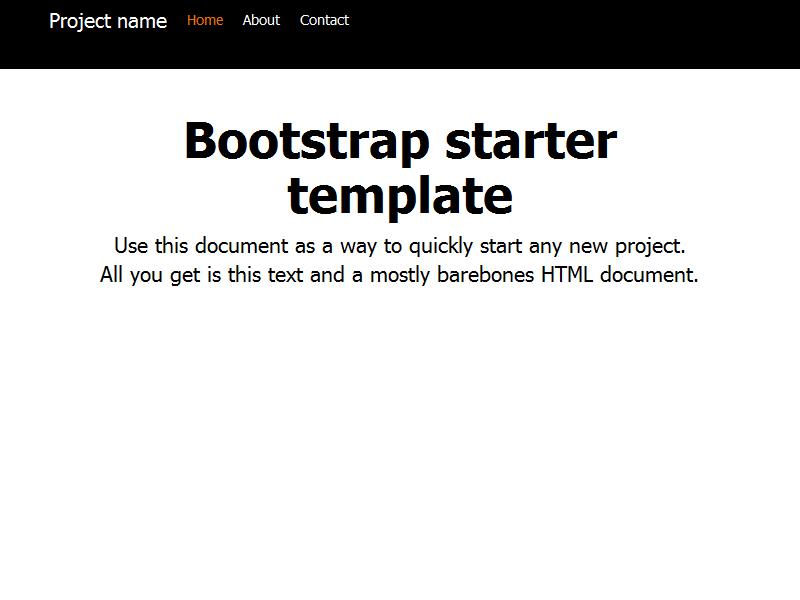 Project name Home About Contact
Bootstrap starter
template
Use this document as a way to quickly start any new project.
All you get is this text and a mostly barebones HTML document.